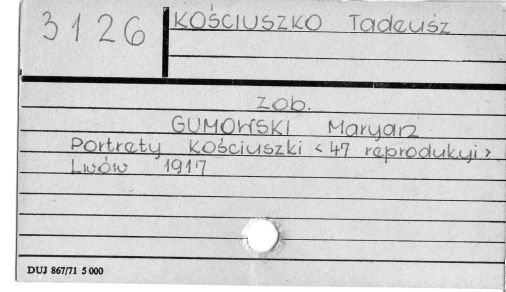 3126
KOŚCIUSZKO Tadeusz
zob.
GUMOWSKI Maryan
Portrety Kościuszki <47 reprodukyi>
Lwów 1917
DUJ 867/71 5 000